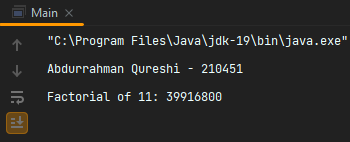 Main
"C:\Program Files\Java\jdk-19\bin\java.exe"
Abdurrahman Qureshi - 210451
Factorial of 11: 39916800